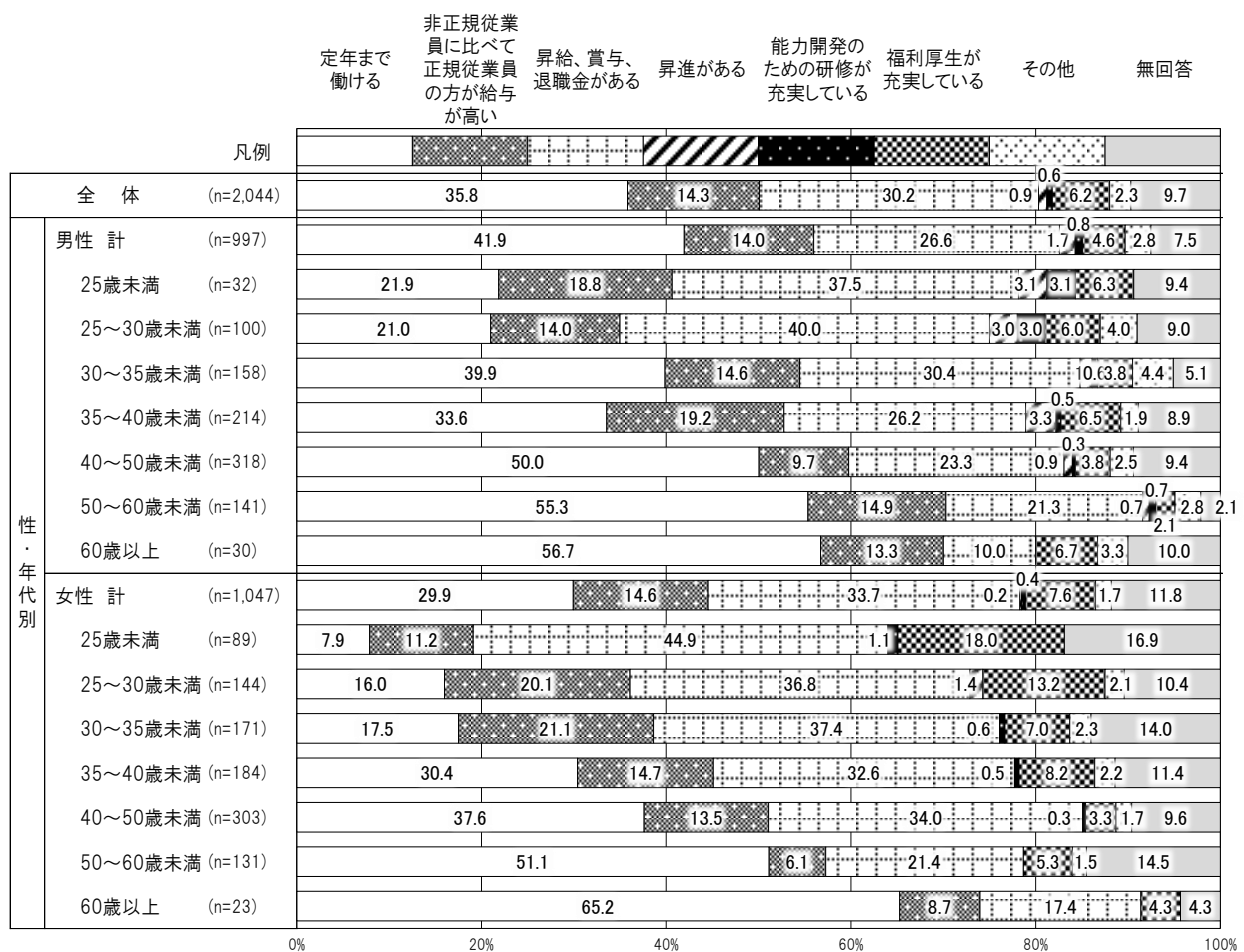 定年まで
働ける
非正規従業
員に比べて
正規従業員
の方が給与
が高い
昇給、賞与、
退職金がある
昇進がある
能力開発の
ための研修が
充実している
福利厚生が
充実している
その他
無回答
凡例
全 体 (n=2,044) 35.8 14.3 30.2 0.9 0.6 6.2 2.3 9.7
性・年代別
男性 計 (n=997) 41.9 14.0 26.6 1.7 0.8 4.6 2.8 7.5
25歳未満 (n=32) 21.9 18.8 37.5 3.1 3.1 6.3 9.4
25～30歳未満 (n=100) 21.0 14.0 40.0 3.0 3.0 6.0 4.0 9.0
30～35歳未満 (n=158) 39.9 14.6 30.4 0.6 3.8 4.4 5.1
35～40歳未満 (n=214) 33.6 19.2 26.2 3.3 0.5 6.5 1.9 8.9
40～50歳未満 (n=318) 50.0 9.7 23.3 0.9 0.3 3.8 2.5 9.4
50～60歳未満 (n=141) 55.3 14.9 21.3 0.7 0.7 2.1 2.8 2.1
60歳以上 (n=30) 56.7 13.3 10.0 6.7 3.3 10.0
女性 計 (n=1,047) 29.9 14.6 33.7 0.2 0.4 7.6 1.7 11.8
25歳未満 (n=89) 7.9 11.2 44.9 1.1 18.0 16.9
25～30歳未満 (n=144) 16.0 20.1 36.8 1.4 13.2 2.1 10.4
30～35歳未満 (n=171) 17.5 21.1 37.4 0.6 7.0 2.3 14.0
35～40歳未満 (n=184) 30.4 14.7 32.6 0.5 8.2 2.2 11.4
40～50歳未満 (n=303) 37.6 13.5 34.0 0.3 3.3 1.7 9.6
50～60歳未満 (n=131) 51.1 6.1 21.4 5.3 1.5 14.5
60歳以上 (n=23) 65.2 8.7 17.4 4.3 4.3
0% 20% 40% 60% 80% 100%